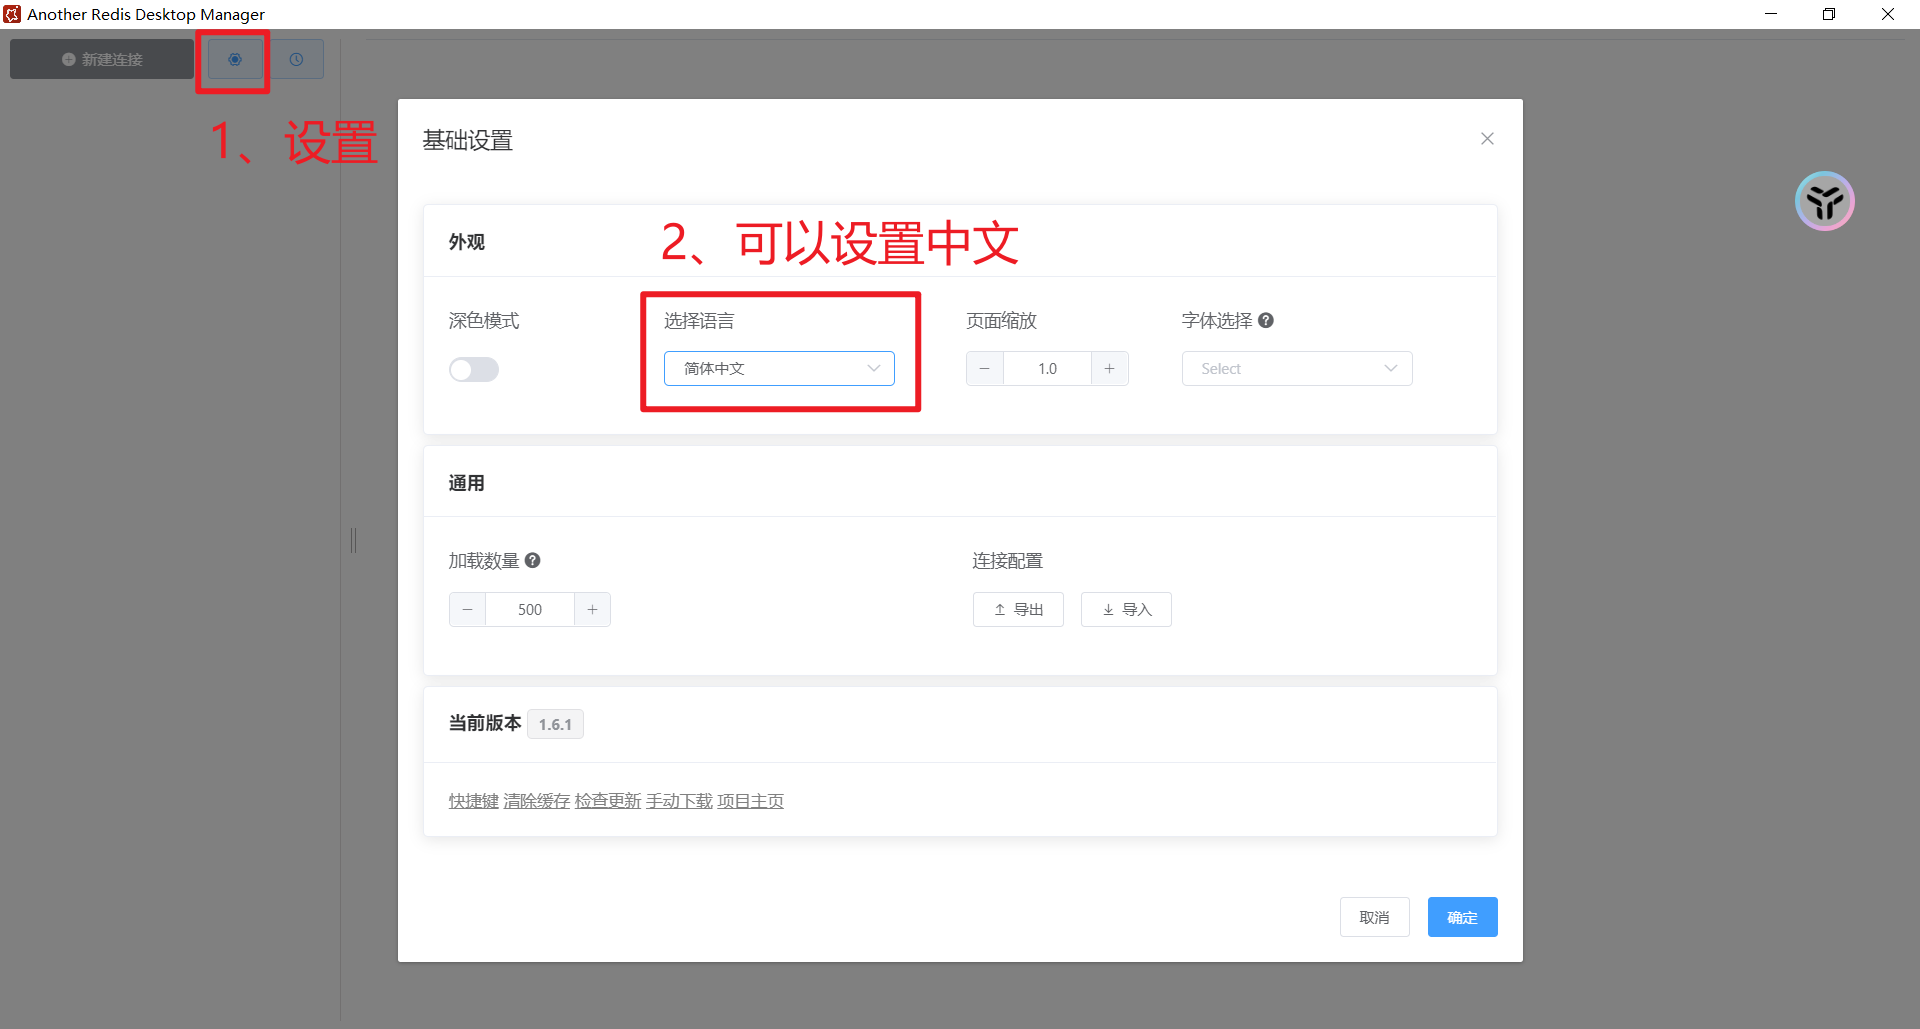 Another Redis Desktop Manager
新建连接
1、设置
基础设置
外观
2、可以设置中文
深色模式
选择语言
页面缩放
字体选择
简体中文
1.0
Select
通用
加载数量
连接配置
500
导出
导入
当前版本 1.6.1
快捷键 清除缓存 检查更新 手动下载 项目主页
取消
确定